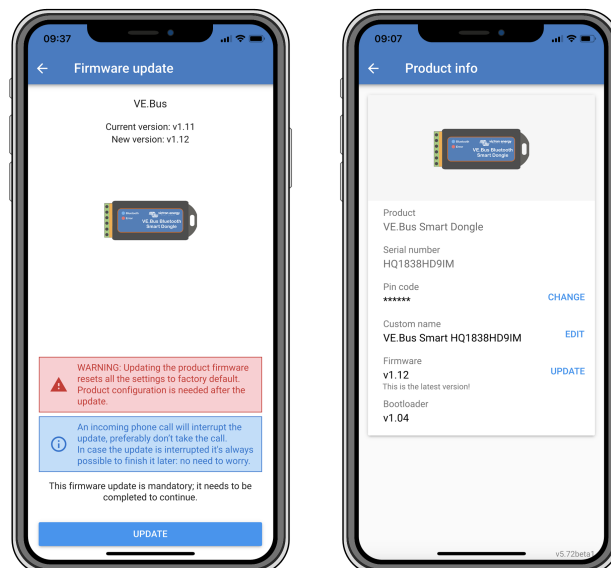 09:37
Firmware update
VE.Bus
Current version: v1.11
New version: v1.12
victron energy
VE.Bus Bluetooth
Smart Dongle
WARNING: Updating the product firmware
resets all the settings to factory default.
Product configuration is needed after the
update.
An incoming phone call will interrupt the
update, preferably don't take the call.
In case the update is interrupted it's always
possible to finish it later: no need to worry.
This firmware update is mandatory; it needs to be
completed to continue.
UPDATE
09:07
Product info
Bluetooth
Error
victron energy
VE.Bus Bluetooth
Smart Dongle
Product
VE.Bus Smart Dongle
Serial number
HQ1838HD9IM
Pin code
******
CHANGE
Custom name
VE.Bus Smart HQ1838HD9IM
EDIT
Firmware
v1.12
This is the latest version!
UPDATE
Bootloader
v1.04
v5.72beta1